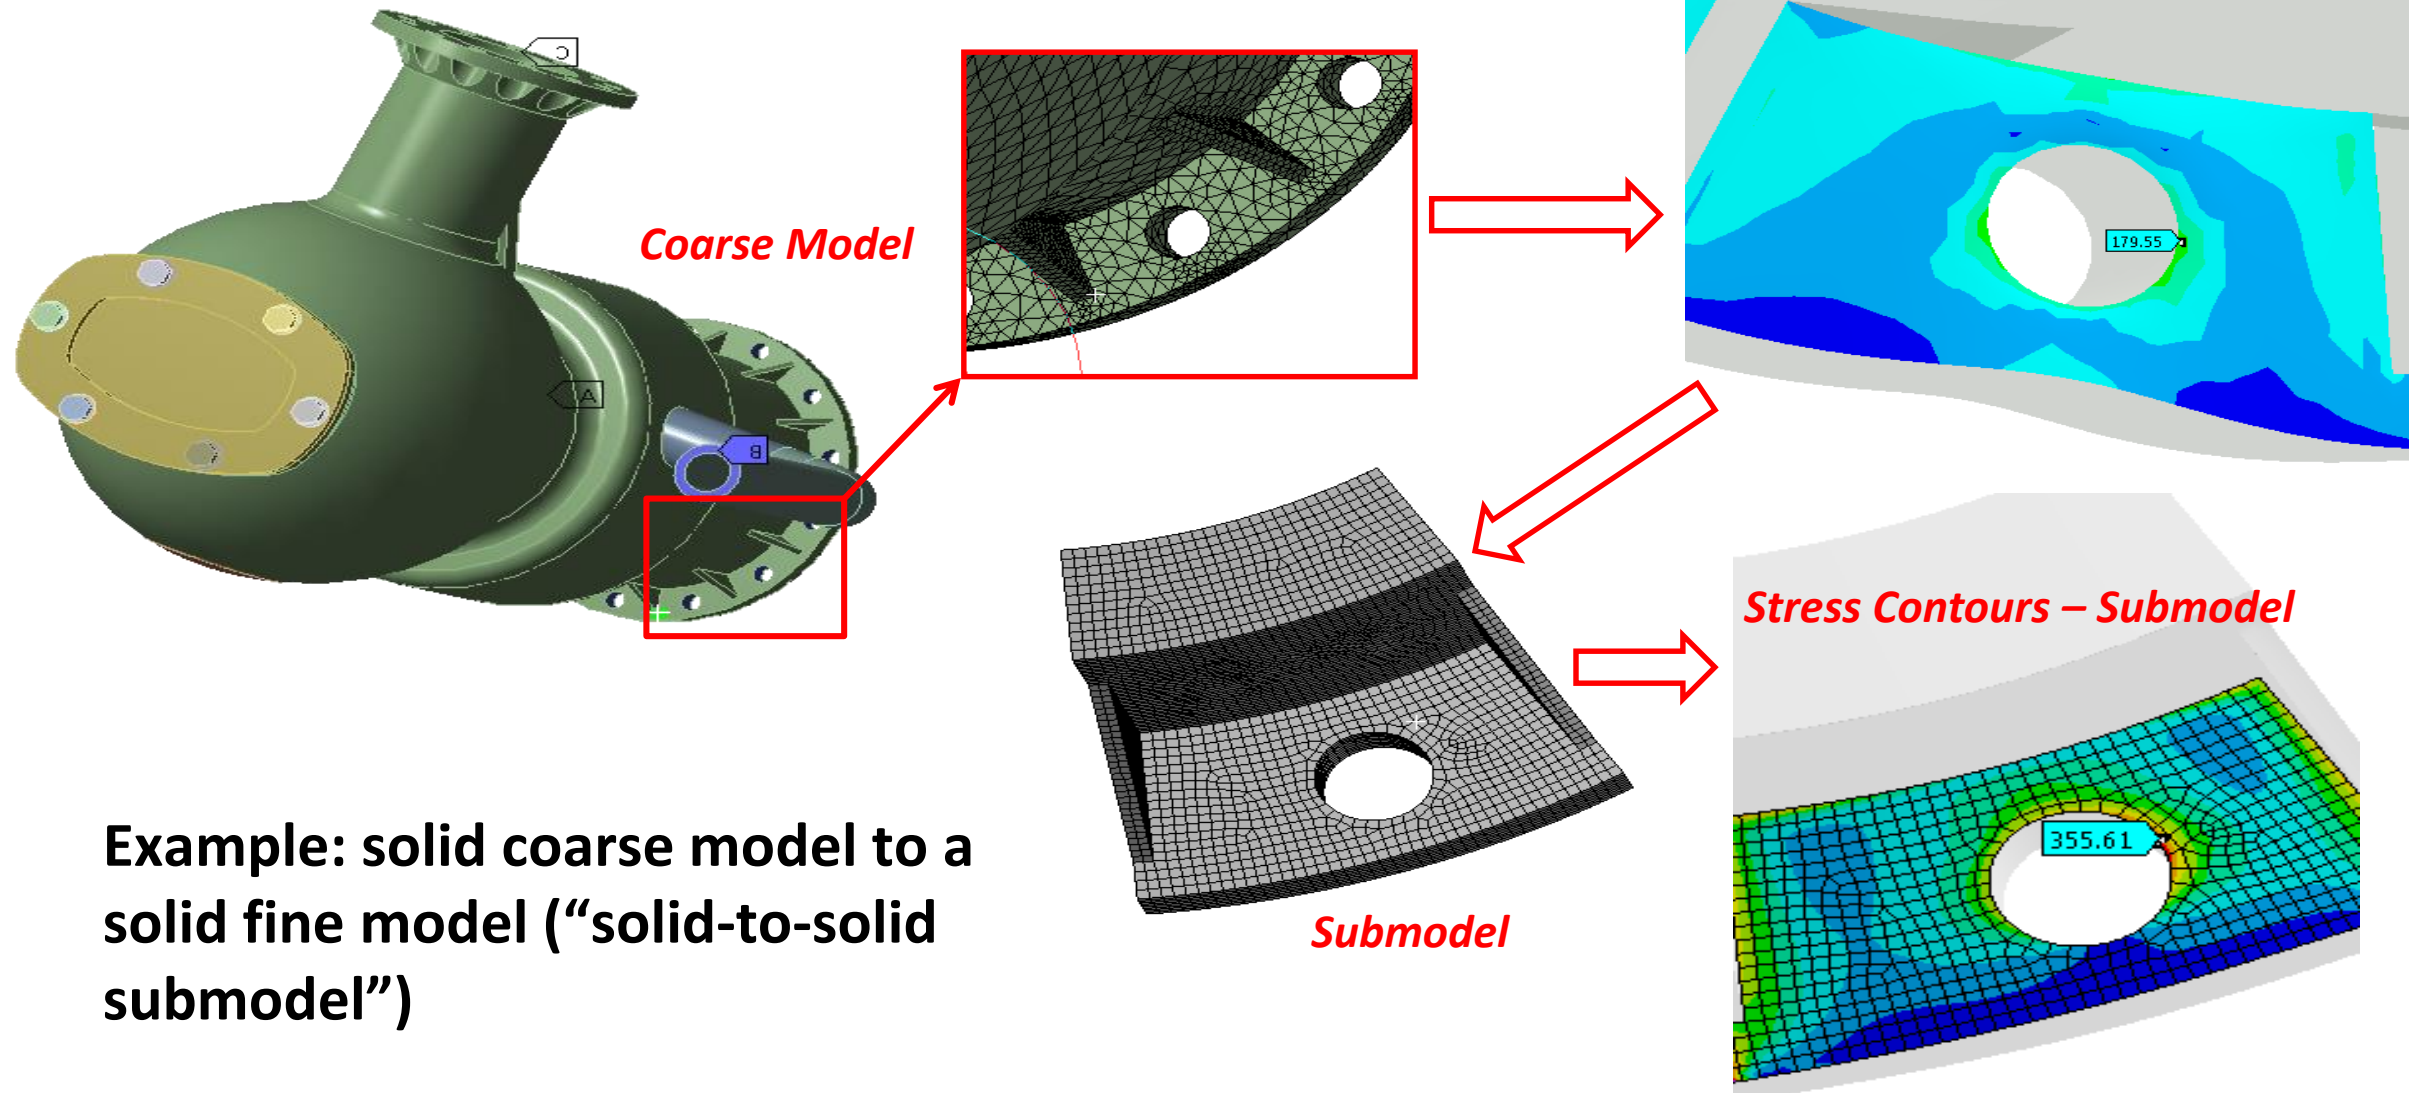 C
Coarse Model
179.55
A
B
Stress Contours – Submodel
355.61
Submodel
Example: solid coarse model to a
solid fine model (“solid-to-solid
submodel”)